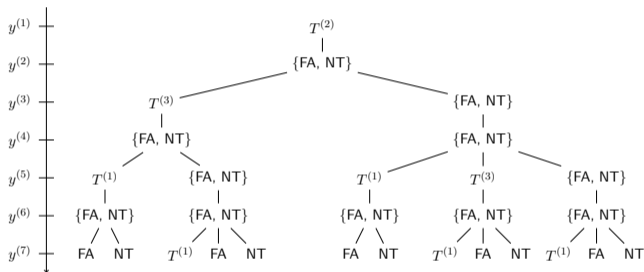 y^(1) T^(2)
y^(2) {FA, NT}
y^(3) T^(3) {FA, NT}
y^(4) {FA, NT} {FA, NT}
y^(5) T^(1) {FA, NT} T^(1) T^(3) {FA, NT}
y^(6) {FA, NT} {FA, NT} {FA, NT} {FA, NT} {FA, NT}
y^(7) FA NT T^(1) FA NT FA NT T^(1) FA NT T^(1) FA NT